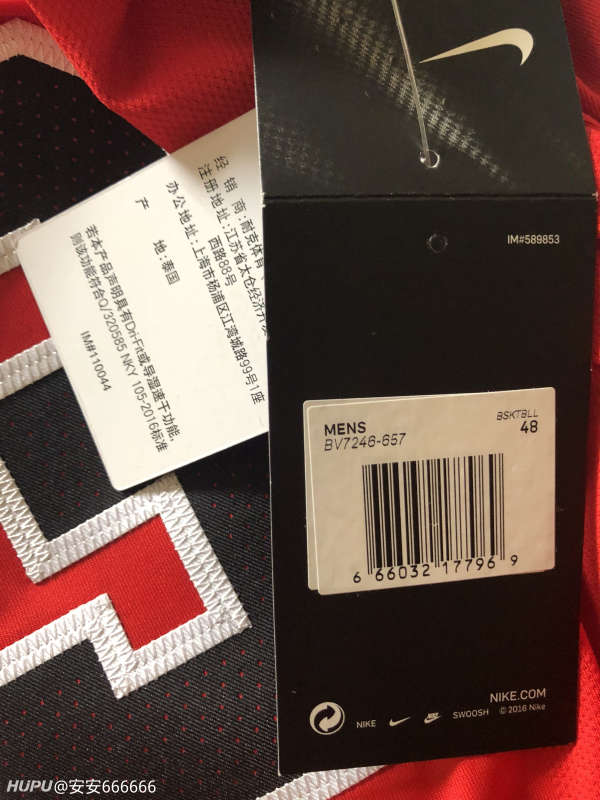 经 销 商:耐克体育
注册地址:江苏省太仓经济开发
西路88号
办公地址:上海市杨浦区江湾城路99号1座
产 地:泰国
若本产品声明具有Dri-Fit或导湿速干功能,
则该功能符合Q/320585 NKY 105-2016标准
IM#110044
IM#589853
MENS
BSKTBLL
BV7246-657
48
6 66032 17796 9
NIKE.COM
NIKE
SWOOSH
© 2016 Nike
HUPU@安安666666